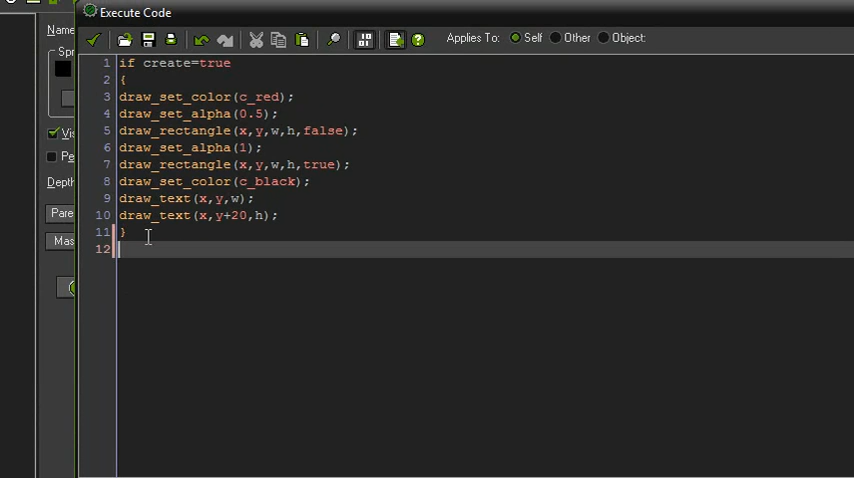 Execute Code
Applies To: Self Other Object:
Name
Spr
Vis
Pe
Depth
Pare
Mas
1 if create=true
2 {
3 draw_set_color(c_red);
4 draw_set_alpha(0.5);
5 draw_rectangle(x,y,w,h,false);
6 draw_set_alpha(1);
7 draw_rectangle(x,y,w,h,true);
8 draw_set_color(c_black);
9 draw_text(x,y,w);
10 draw_text(x,y+20,h);
11 }
12